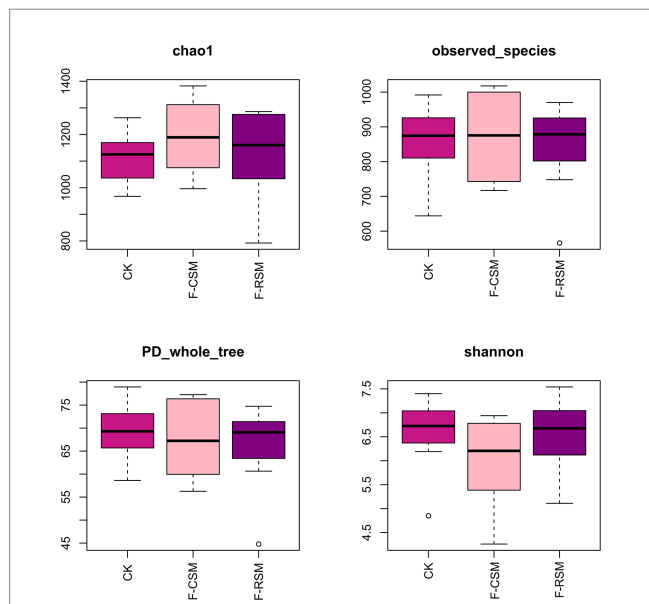 chao1
1400
1200
1000
800
CK
F-CSM
F-RSM
observed_species
1000
900
800
700
600
CK
F-CSM
F-RSM
PD_whole_tree
75
65
55
45
CK
F-CSM
F-RSM
shannon
7.5
6.5
5.5
4.5
CK
F-CSM
F-RSM